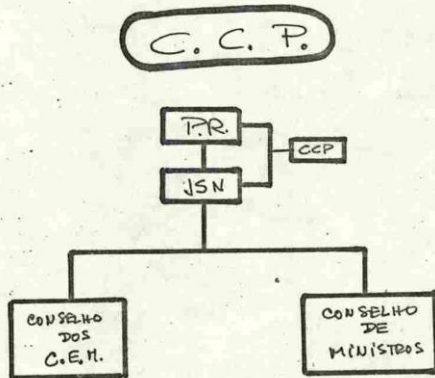 C. C. P.
P.R.
CCP
JSN
CONSELHO
DOS
C.E.M.
CONSELHO
DE
MINISTROS